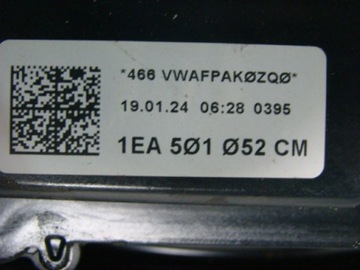 *466 VWAFPAKØZQØ*
19.01.24 06:28 0395
1EA 5Ø1 Ø52 CM